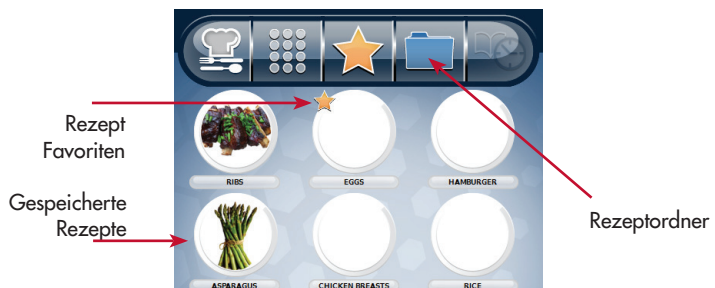 Rezept
Favoriten
RIBS
EGGS
HAMBURGER
Gespeicherte
Rezepte
Rezeptordner
ASPARAGUS
CHICKEN BREASTS
RICE